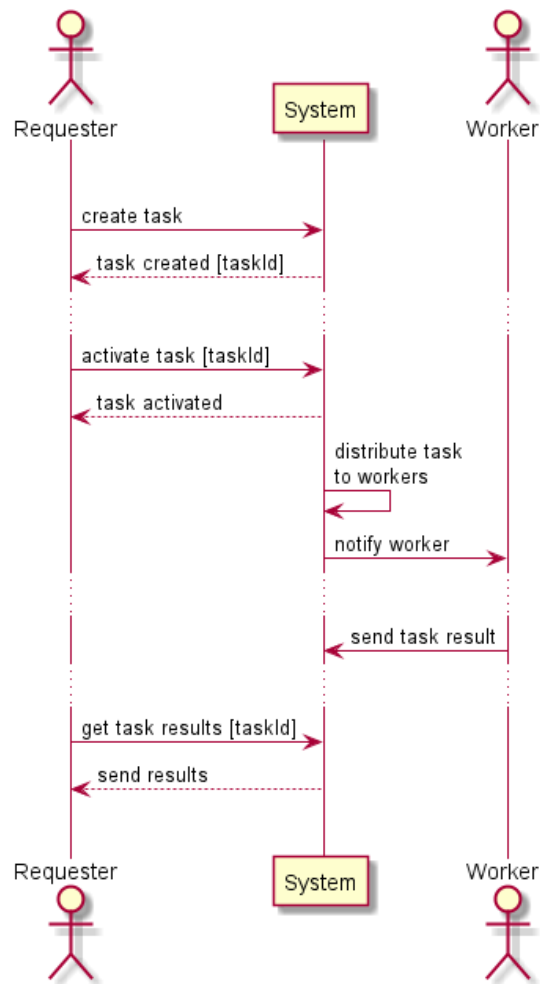 Requester
System
Worker
create task
task created [taskId]
activate task [taskId]
task activated
distribute task
to workers
notify worker
send task result
get task results [taskId]
send results
Requester
System
Worker